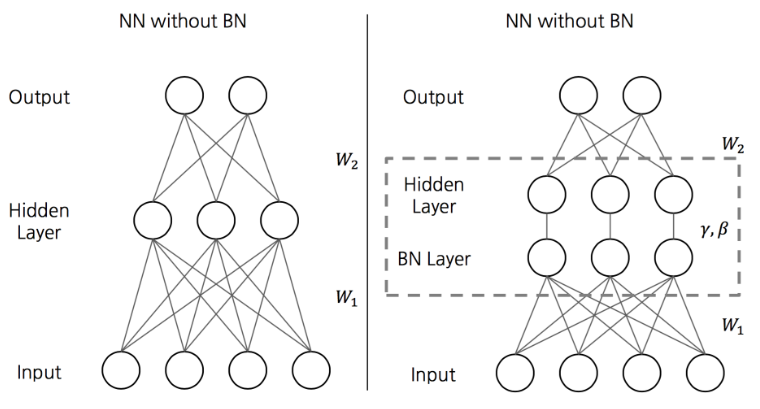 NN without BN
Output
W₂
Hidden
Layer
W₁
Input
NN without BN
Output
W₂
Hidden
Layer
γ, β
BN Layer
W₁
Input